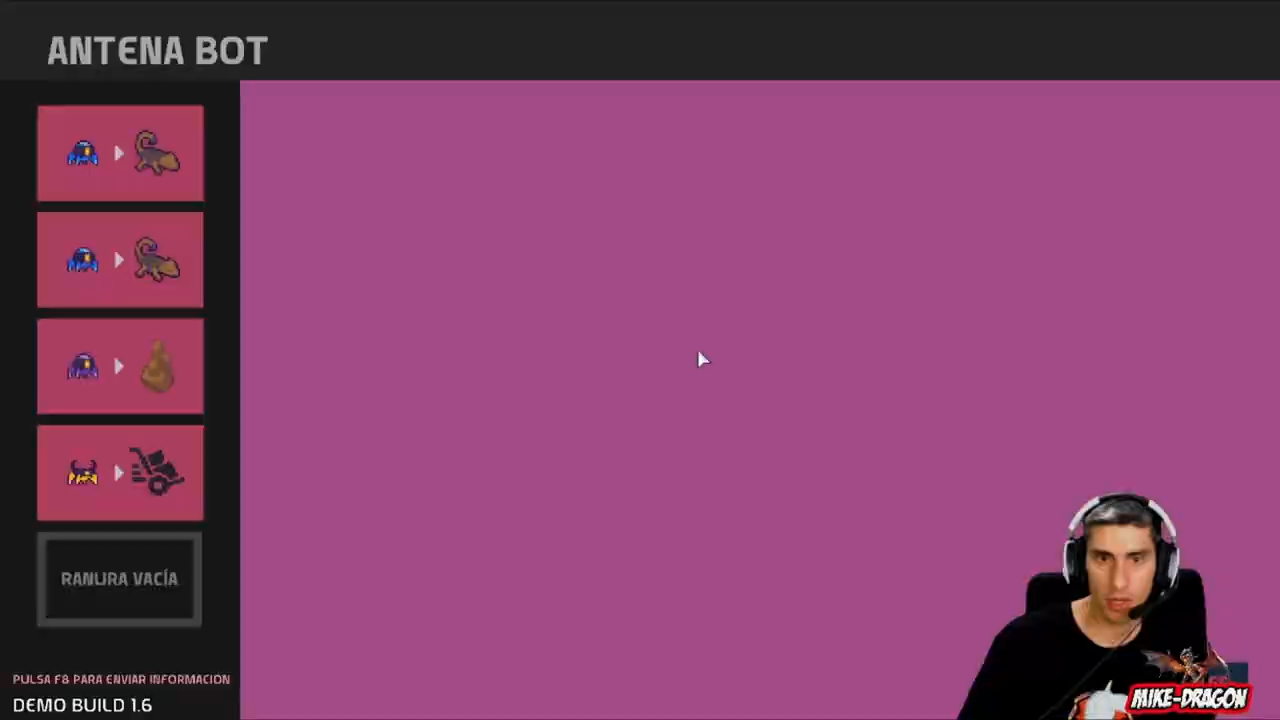 ANTENA BOT
RANURA VACÍA
PULSA F8 PARA ENVIAR INFORMACION
DEMO BUILD 1.6
MIKE-DRAGON